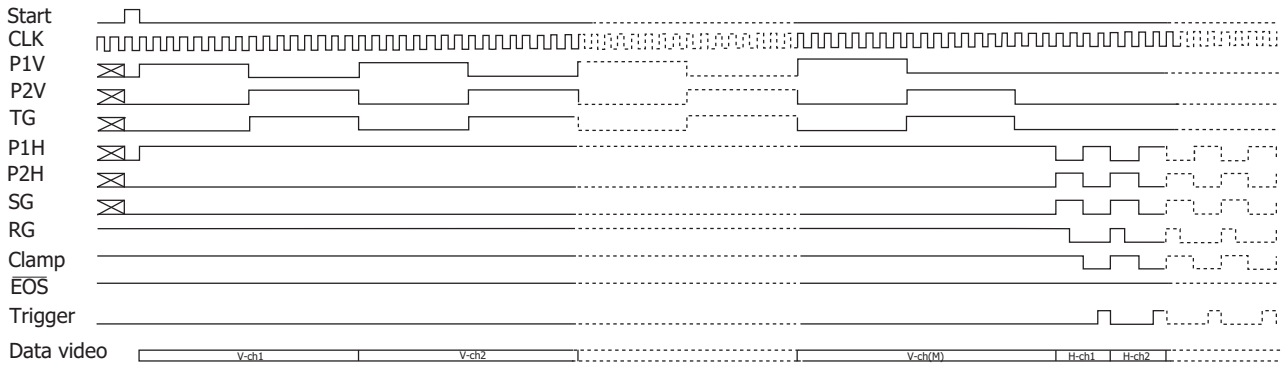 Start
CLK
P1V
P2V
TG
P1H
P2H
SG
RG
Clamp
EOS
Trigger
Data video V-ch1 V-ch2 V-ch(M) H-ch1 H-ch2